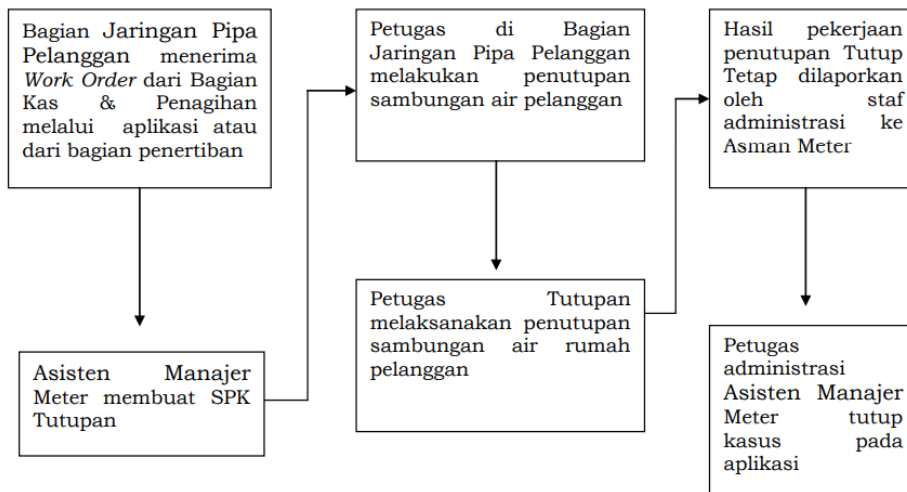 Bagian Jaringan Pipa
Pelanggan menerima
Work Order dari Bagian
Kas & Penagihan
melalui aplikasi atau
dari bagian penertiban
Asisten Manajer
Meter membuat SPK
Tutupan
Petugas di Bagian
Jaringan Pipa Pelanggan
melakukan penutupan
sambungan air pelanggan
Petugas Tutupan
melaksanakan penutupan
sambungan air rumah
pelanggan
Hasil pekerjaan
penutupan Tutup
Tetap dilaporkan
oleh staf
administrasi ke
Asman Meter
Petugas
administrasi
Asisten Manajer
Meter tutup
kasus pada
aplikasi